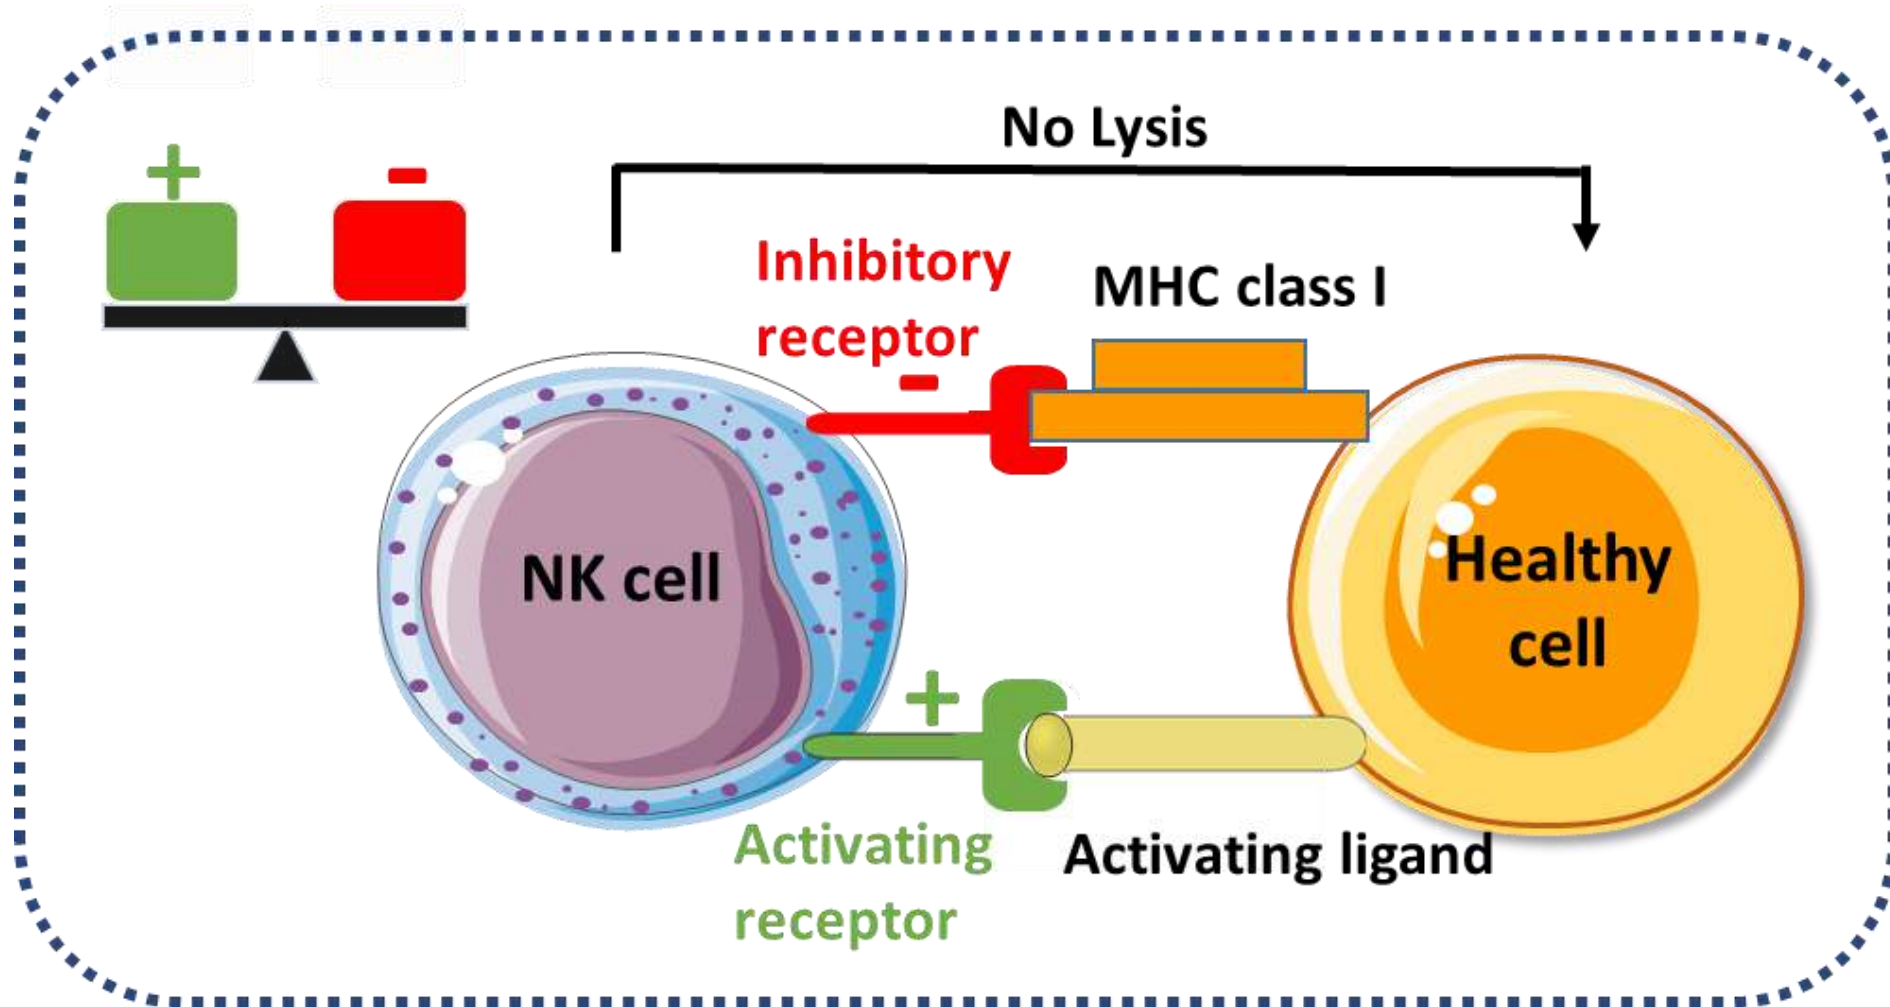 No Lysis
+
-
Inhibitory
receptor
-
MHC class I
NK cell
Healthy
cell
+
Activating
receptor
Activating ligand